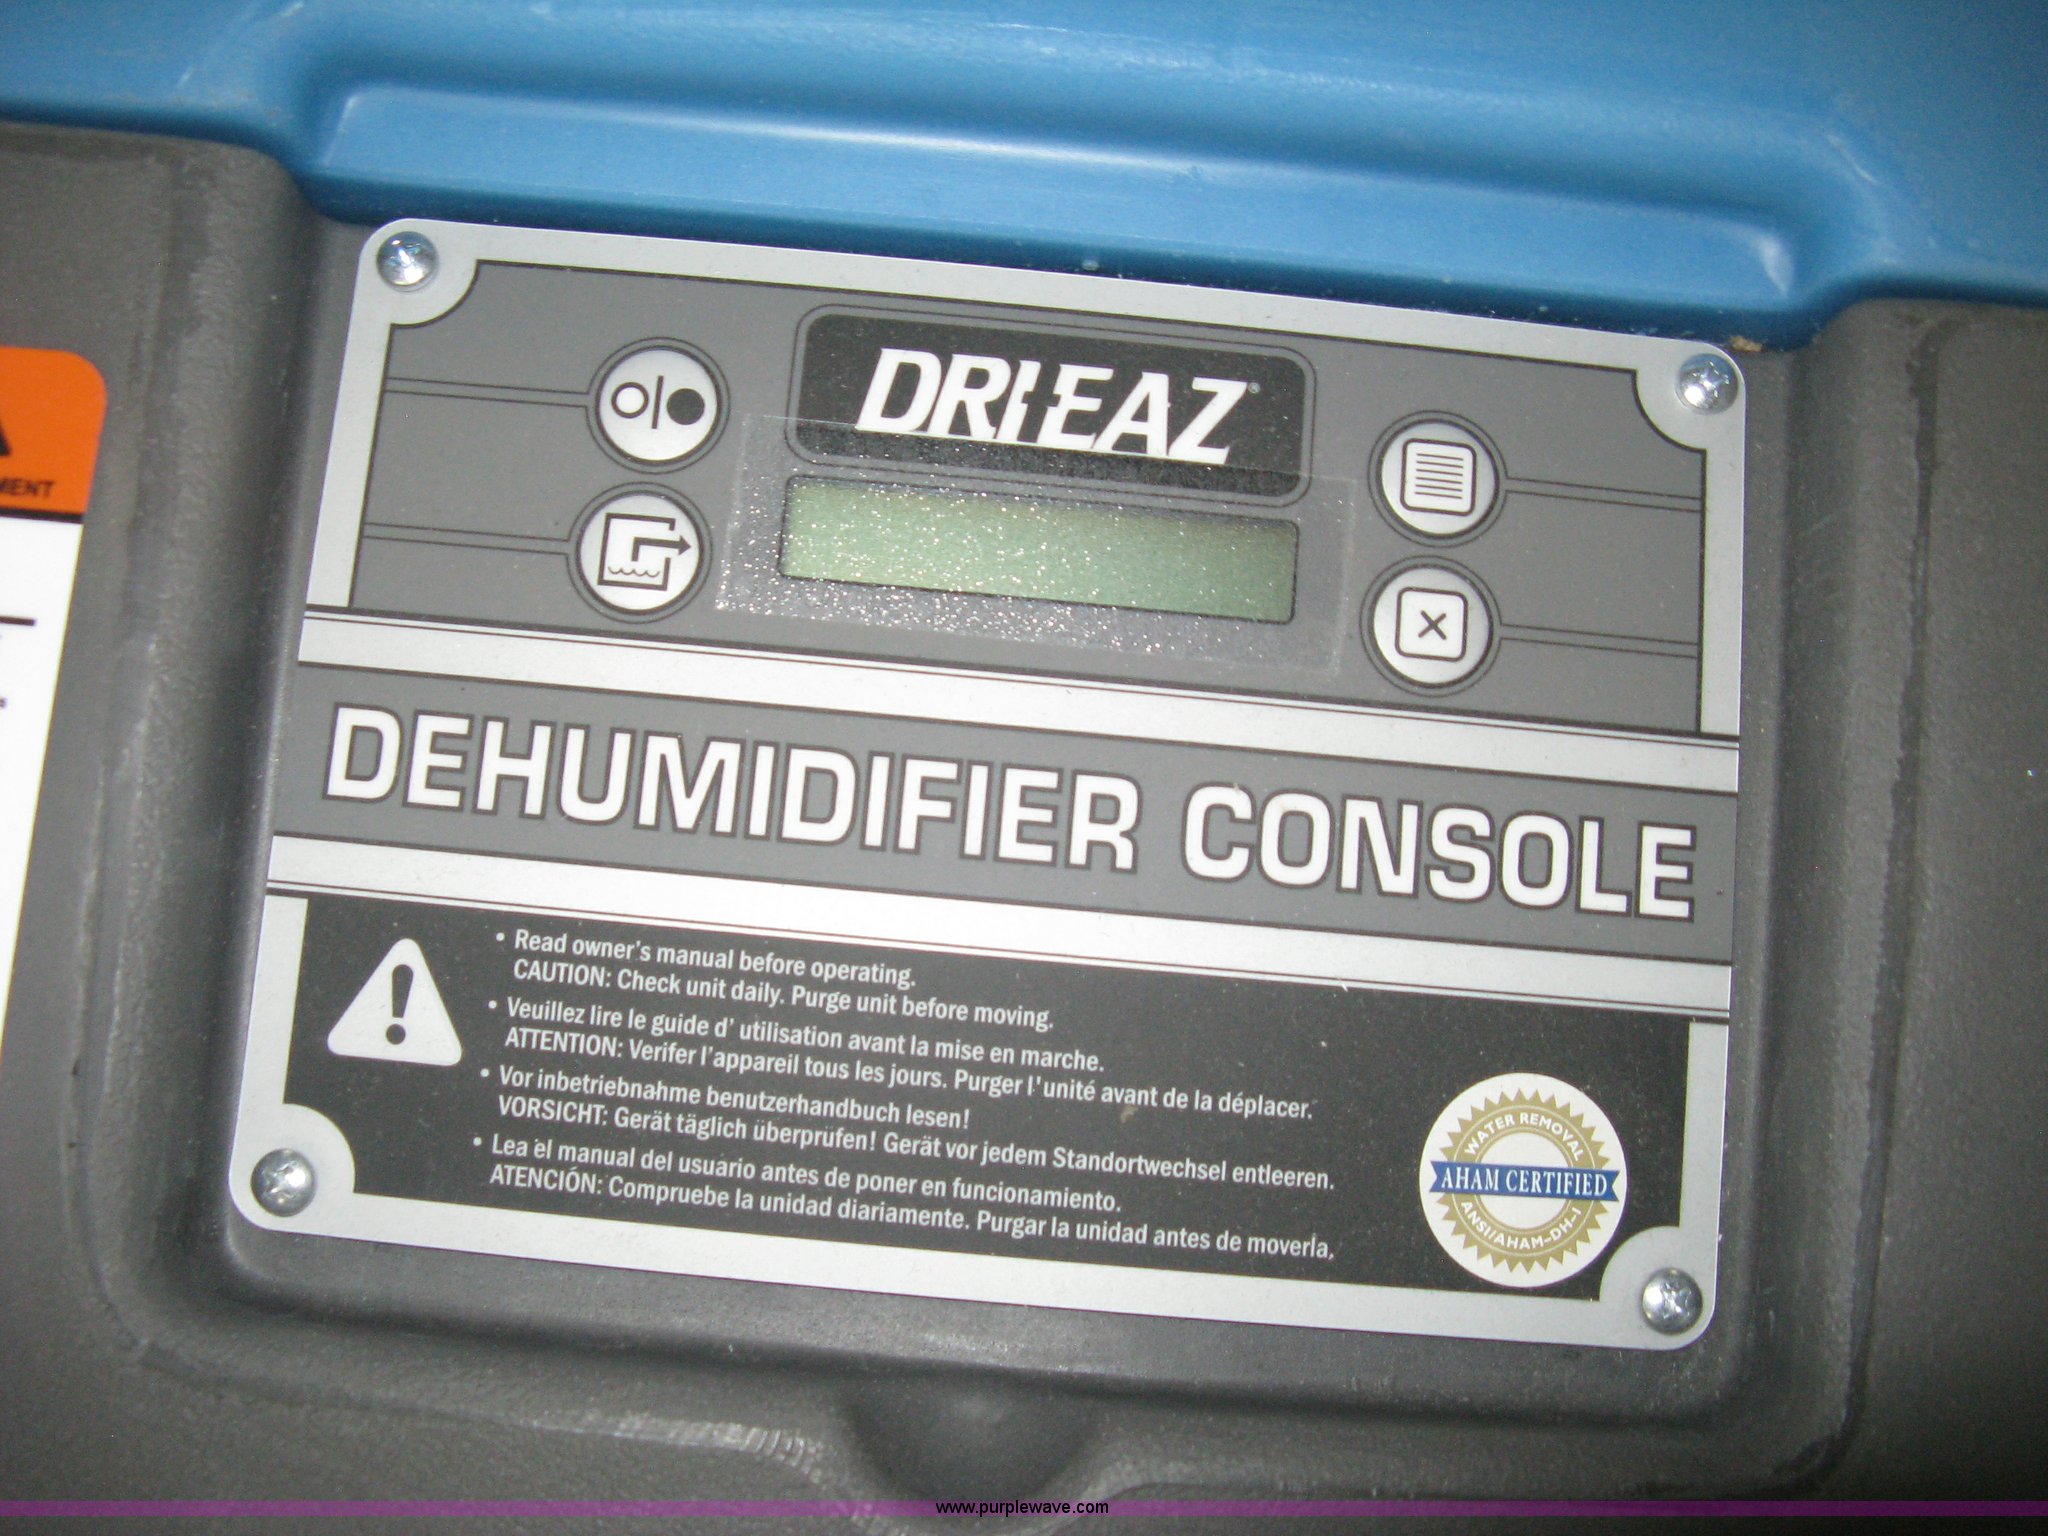 DRI-EAZ®
MENT
DEHUMIDIFIER CONSOLE
• Read owner's manual before operating.
CAUTION: Check unit daily. Purge unit before moving.
• Veuillez lire le guide d' utilisation avant la mise en marche.
ATTENTION: Verifer l'appareil tous les jours. Purger l'unité avant de la déplacer.
• Vor inbetriebnahme benutzerhandbuch lesen!
VORSICHT: Gerät täglich überprüfen! Gerät vor jedem Standortwechsel entleeren.
• Lea el manual del usuario antes de poner en funcionamiento.
ATENCIÓN: Compruebe la unidad diariamente. Purgar la unidad antes de moverla,
WATER REMOVAL
AHAM CERTIFIED
ANSI/AHAM-DH-1
www.purplewave.com